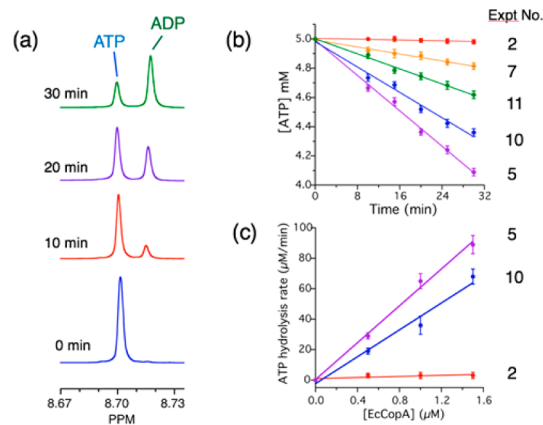 (a)
ATP
ADP
30 min
20 min
10 min
0 min
8.67 8.70 8.73
PPM
Expt No.
(b)
[ATP] mM
5.0
4.8
4.6
4.4
4.2
4.0
0 8 16 24 32
Time (min)
2
7
11
10
5
(c)
ATP hydrolysis rate (µM/min)
100
80
60
40
20
0
0.0 0.4 0.8 1.2 1.6
[EcCopA] (µM)
5
10
2